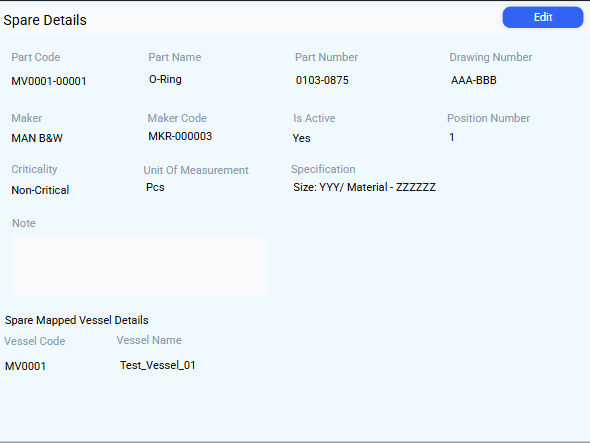 Spare Details
Edit
Part Code Part Name Part Number Drawing Number
MV0001-00001 O-Ring 0103-0875 AAA-BBB
Maker Maker Code Is Active Position Number
MAN B&W MKR-000003 Yes 1
Criticality Unit Of Measurement Specification
Non-Critical Pcs Size: YYY/ Material - ZZZZZZ
Note
Spare Mapped Vessel Details
Vessel Code Vessel Name
MV0001 Test_Vessel_01